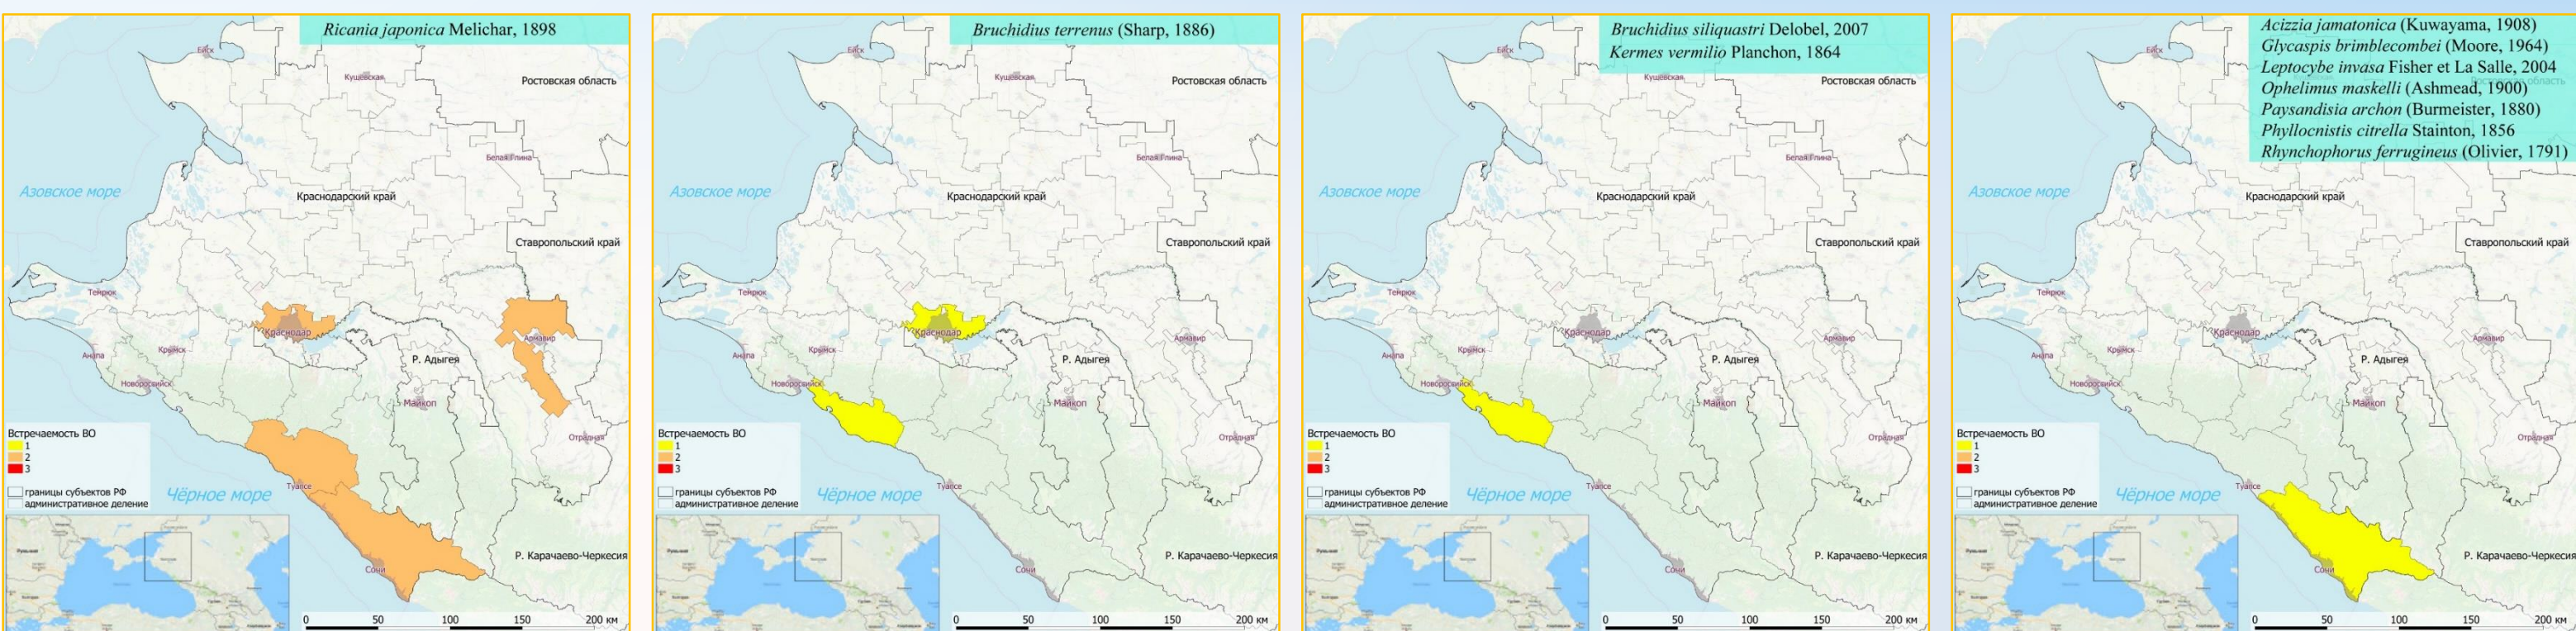 Ricania japonica Melichar, 1898
Ейск
Кущевская
Ростовская область
Белая Глина
Азовское море
Краснодарский край
Ставропольский край
Темрюк
Краснодар
Армавир
Анапа
Крымск
Р. Адыгея
Новороссийск
Майкоп
Встречаемость ВО
1
2
3
Отрадная
Туапсе
границы субъектов РФ
Чёрное море
административное деление
Р. Карачаево-Черкесия
Сочи
0 50 100 150 200 км
Bruchidius terrenus (Sharp, 1886)
Ейск
Кущевская
Ростовская область
Белая Глина
Азовское море
Краснодарский край
Ставропольский край
Темрюк
Краснодар
Армавир
Анапа
Крымск
Р. Адыгея
Новороссийск
Майкоп
Встречаемость ВО
1
2
3
Отрадная
Туапсе
границы субъектов РФ
Чёрное море
административное деление
Р. Карачаево-Черкесия
Сочи
0 50 100 150 200 км
Bruchidius siliquastri Delobel, 2007
Kermes vermilio Planchon, 1864
Ейск
Кущевская
Ростовская область
Белая Глина
Азовское море
Краснодарский край
Ставропольский край
Темрюк
Краснодар
Армавир
Анапа
Крымск
Р. Адыгея
Новороссийск
Майкоп
Встречаемость ВО
1
2
3
Отрадная
Туапсе
границы субъектов РФ
Чёрное море
административное деление
Р. Карачаево-Черкесия
Сочи
0 50 100 150 200 км
Acizzia jamatonica (Kuwayama, 1908)
Glycaspis brimblecombei (Moore, 1964)
Leptocybe invasa Fisher et La Salle, 2004
Ophelimus maskelli (Ashmead, 1900)
Paysandisia archon (Burmeister, 1880)
Phyllocnistis citrella Stainton, 1856
Rhynchophorus ferrugineus (Olivier, 1791)
Ейск
Азовское море
Краснодарский край
Ставропольский край
Темрюк
Краснодар
Армавир
Анапа
Крымск
Р. Адыгея
Новороссийск
Майкоп
Встречаемость ВО
1
2
3
Отрадная
Туапсе
границы субъектов РФ
Чёрное море
административное деление
Р. Карачаево-Черкесия
Сочи
0 50 100 150 200 км